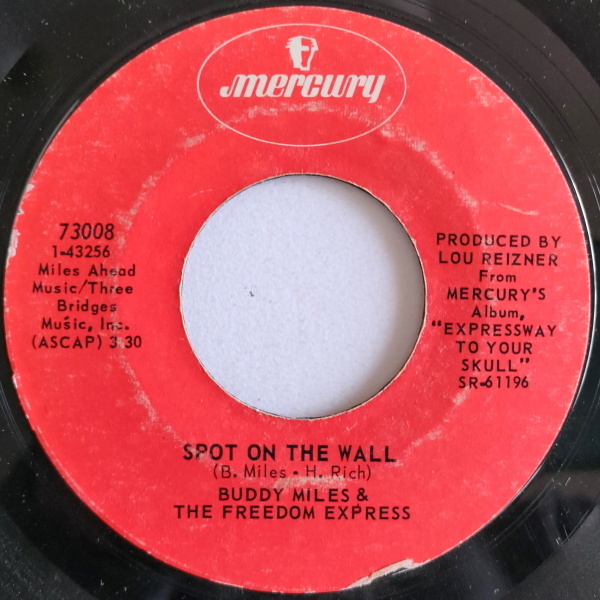 mercury
73008
1-43256
Miles Ahead
Music/Three
Bridges
Music, Inc.
(ASCAP) 3:30
PRODUCED BY
LOU REIZNER
From
MERCURY'S
Album,
"EXPRESSWAY
TO YOUR
SKULL"
SR-61196
SPOT ON THE WALL
(B. Miles - H. Rich)
BUDDY MILES &
THE FREEDOM EXPRESS